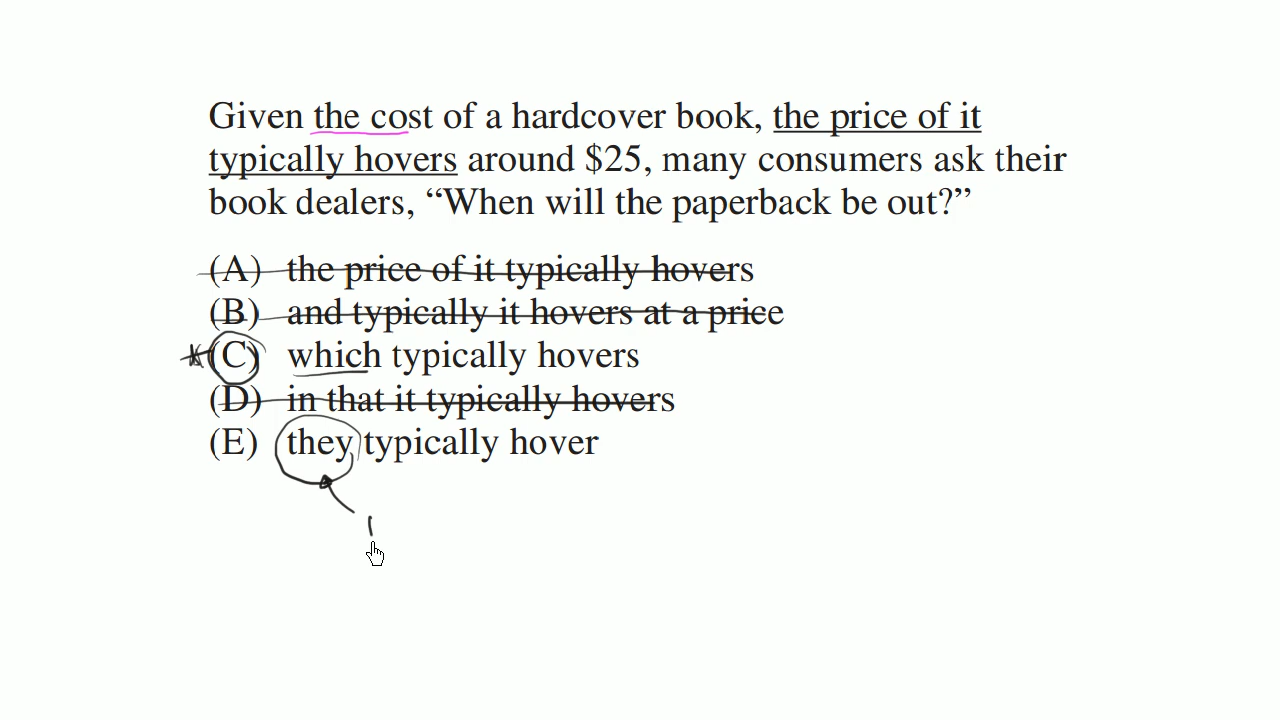 Given the cost of a hardcover book, the price of it
typically hovers around $25, many consumers ask their
book dealers, “When will the paperback be out?”
(A) the price of it typically hovers
(B) and typically it hovers at a price
(C) which typically hovers
(D) in that it typically hovers
(E) they typically hover